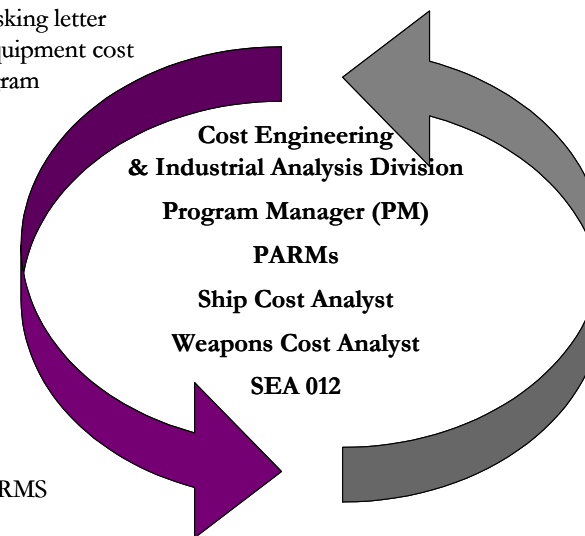 sking letter
quipment cost
ram
Cost Engineering
& Industrial Analysis Division
Program Manager (PM)
PARMs
Ship Cost Analyst
Weapons Cost Analyst
SEA 012
RMS